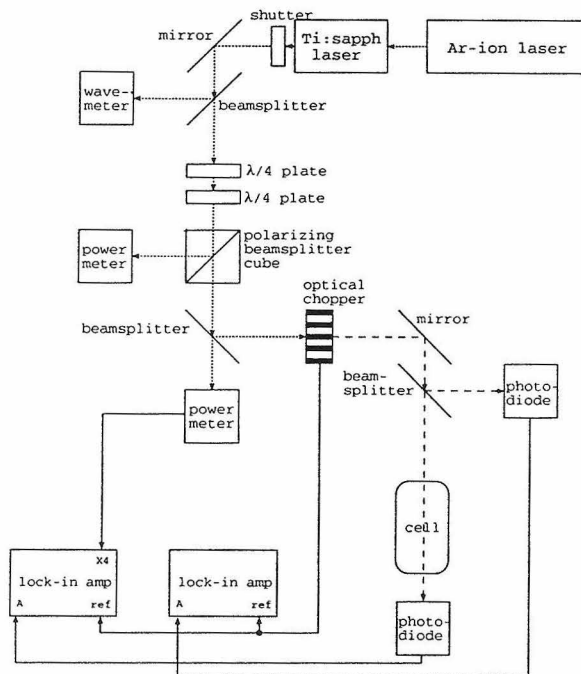 shutter
mirror
Ti:sapph
laser
Ar-ion laser
wave-
meter
beamsplitter
λ/4 plate
λ/4 plate
polarizing
beamsplitter
cube
power
meter
optical
chopper
mirror
beamsplitter
beam-
splitter
photo-
diode
power
meter
cell
X4
lock-in amp
A ref
lock-in amp
A ref
photo-
diode